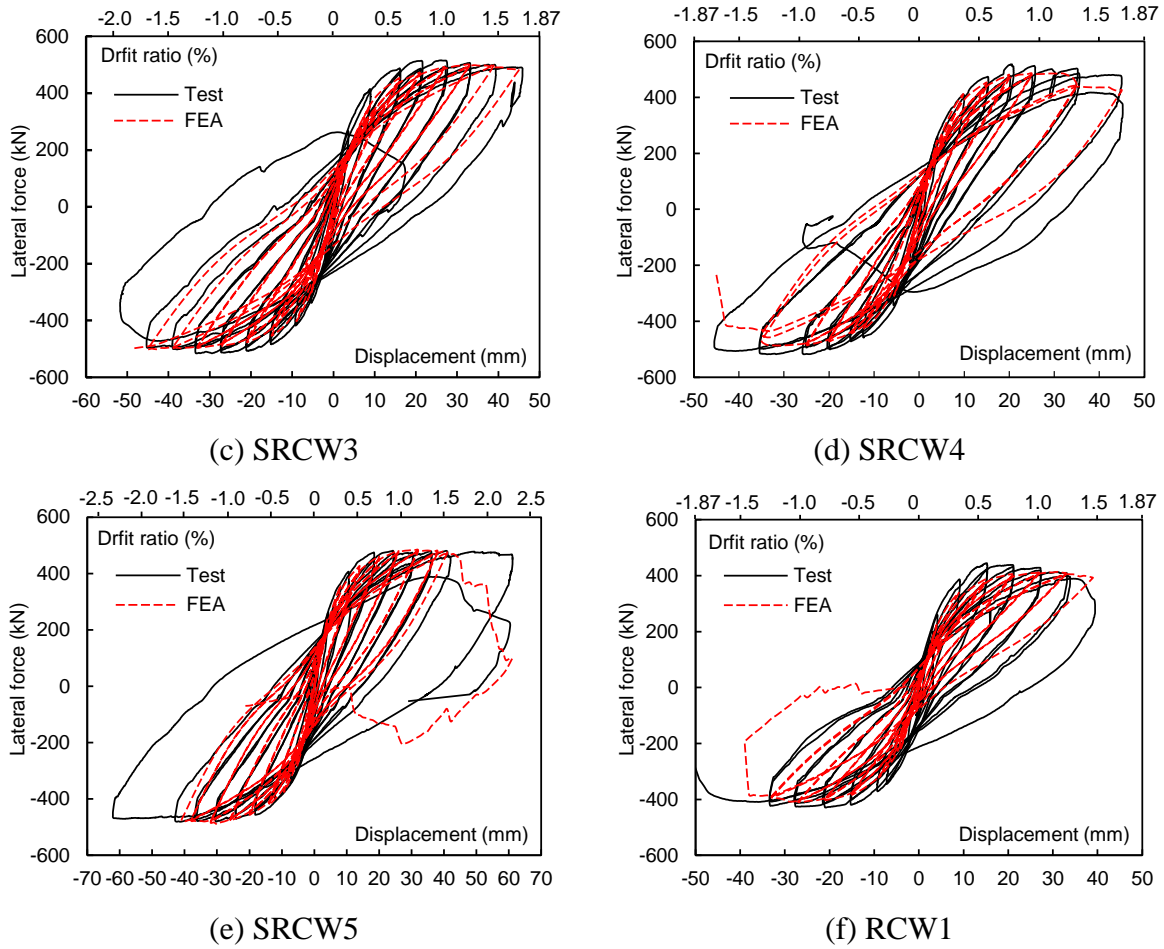 -2.0 -1.5 -1.0 -0.5 0 0.5 1.0 1.5 1.87
600
400
200
0
-200
-400
-600
Lateral force (kN)
Drfit ratio (%)
Test
FEA
Displacement (mm)
-60 -50 -40 -30 -20 -10 0 10 20 30 40 50
(c) SRCW3
-1.87 -1.5 -1.0 -0.5 0 0.5 1.0 1.5 1.87
600
400
200
0
-200
-400
-600
Lateral force (kN)
Drfit ratio (%)
Test
FEA
Displacement (mm)
-50 -40 -30 -20 -10 0 10 20 30 40 50
(d) SRCW4
-2.5 -2.0 -1.5 -1.0 -0.5 0 0.5 1.0 1.5 2.0 2.5
600
400
200
0
-200
-400
-600
Lateral force (kN)
Drfit ratio (%)
Test
FEA
Displacement (mm)
-70 -60 -50 -40 -30 -20 -10 0 10 20 30 40 50 60 70
(e) SRCW5
-1.87 -1.5 -1.0 -0.5 0 0.5 1.0 1.5 1.87
600
400
200
0
-200
-400
-600
Lateral force (kN)
Drfit ratio (%)
Test
FEA
Displacement (mm)
-50 -40 -30 -20 -10 0 10 20 30 40 50
(f) RCW1